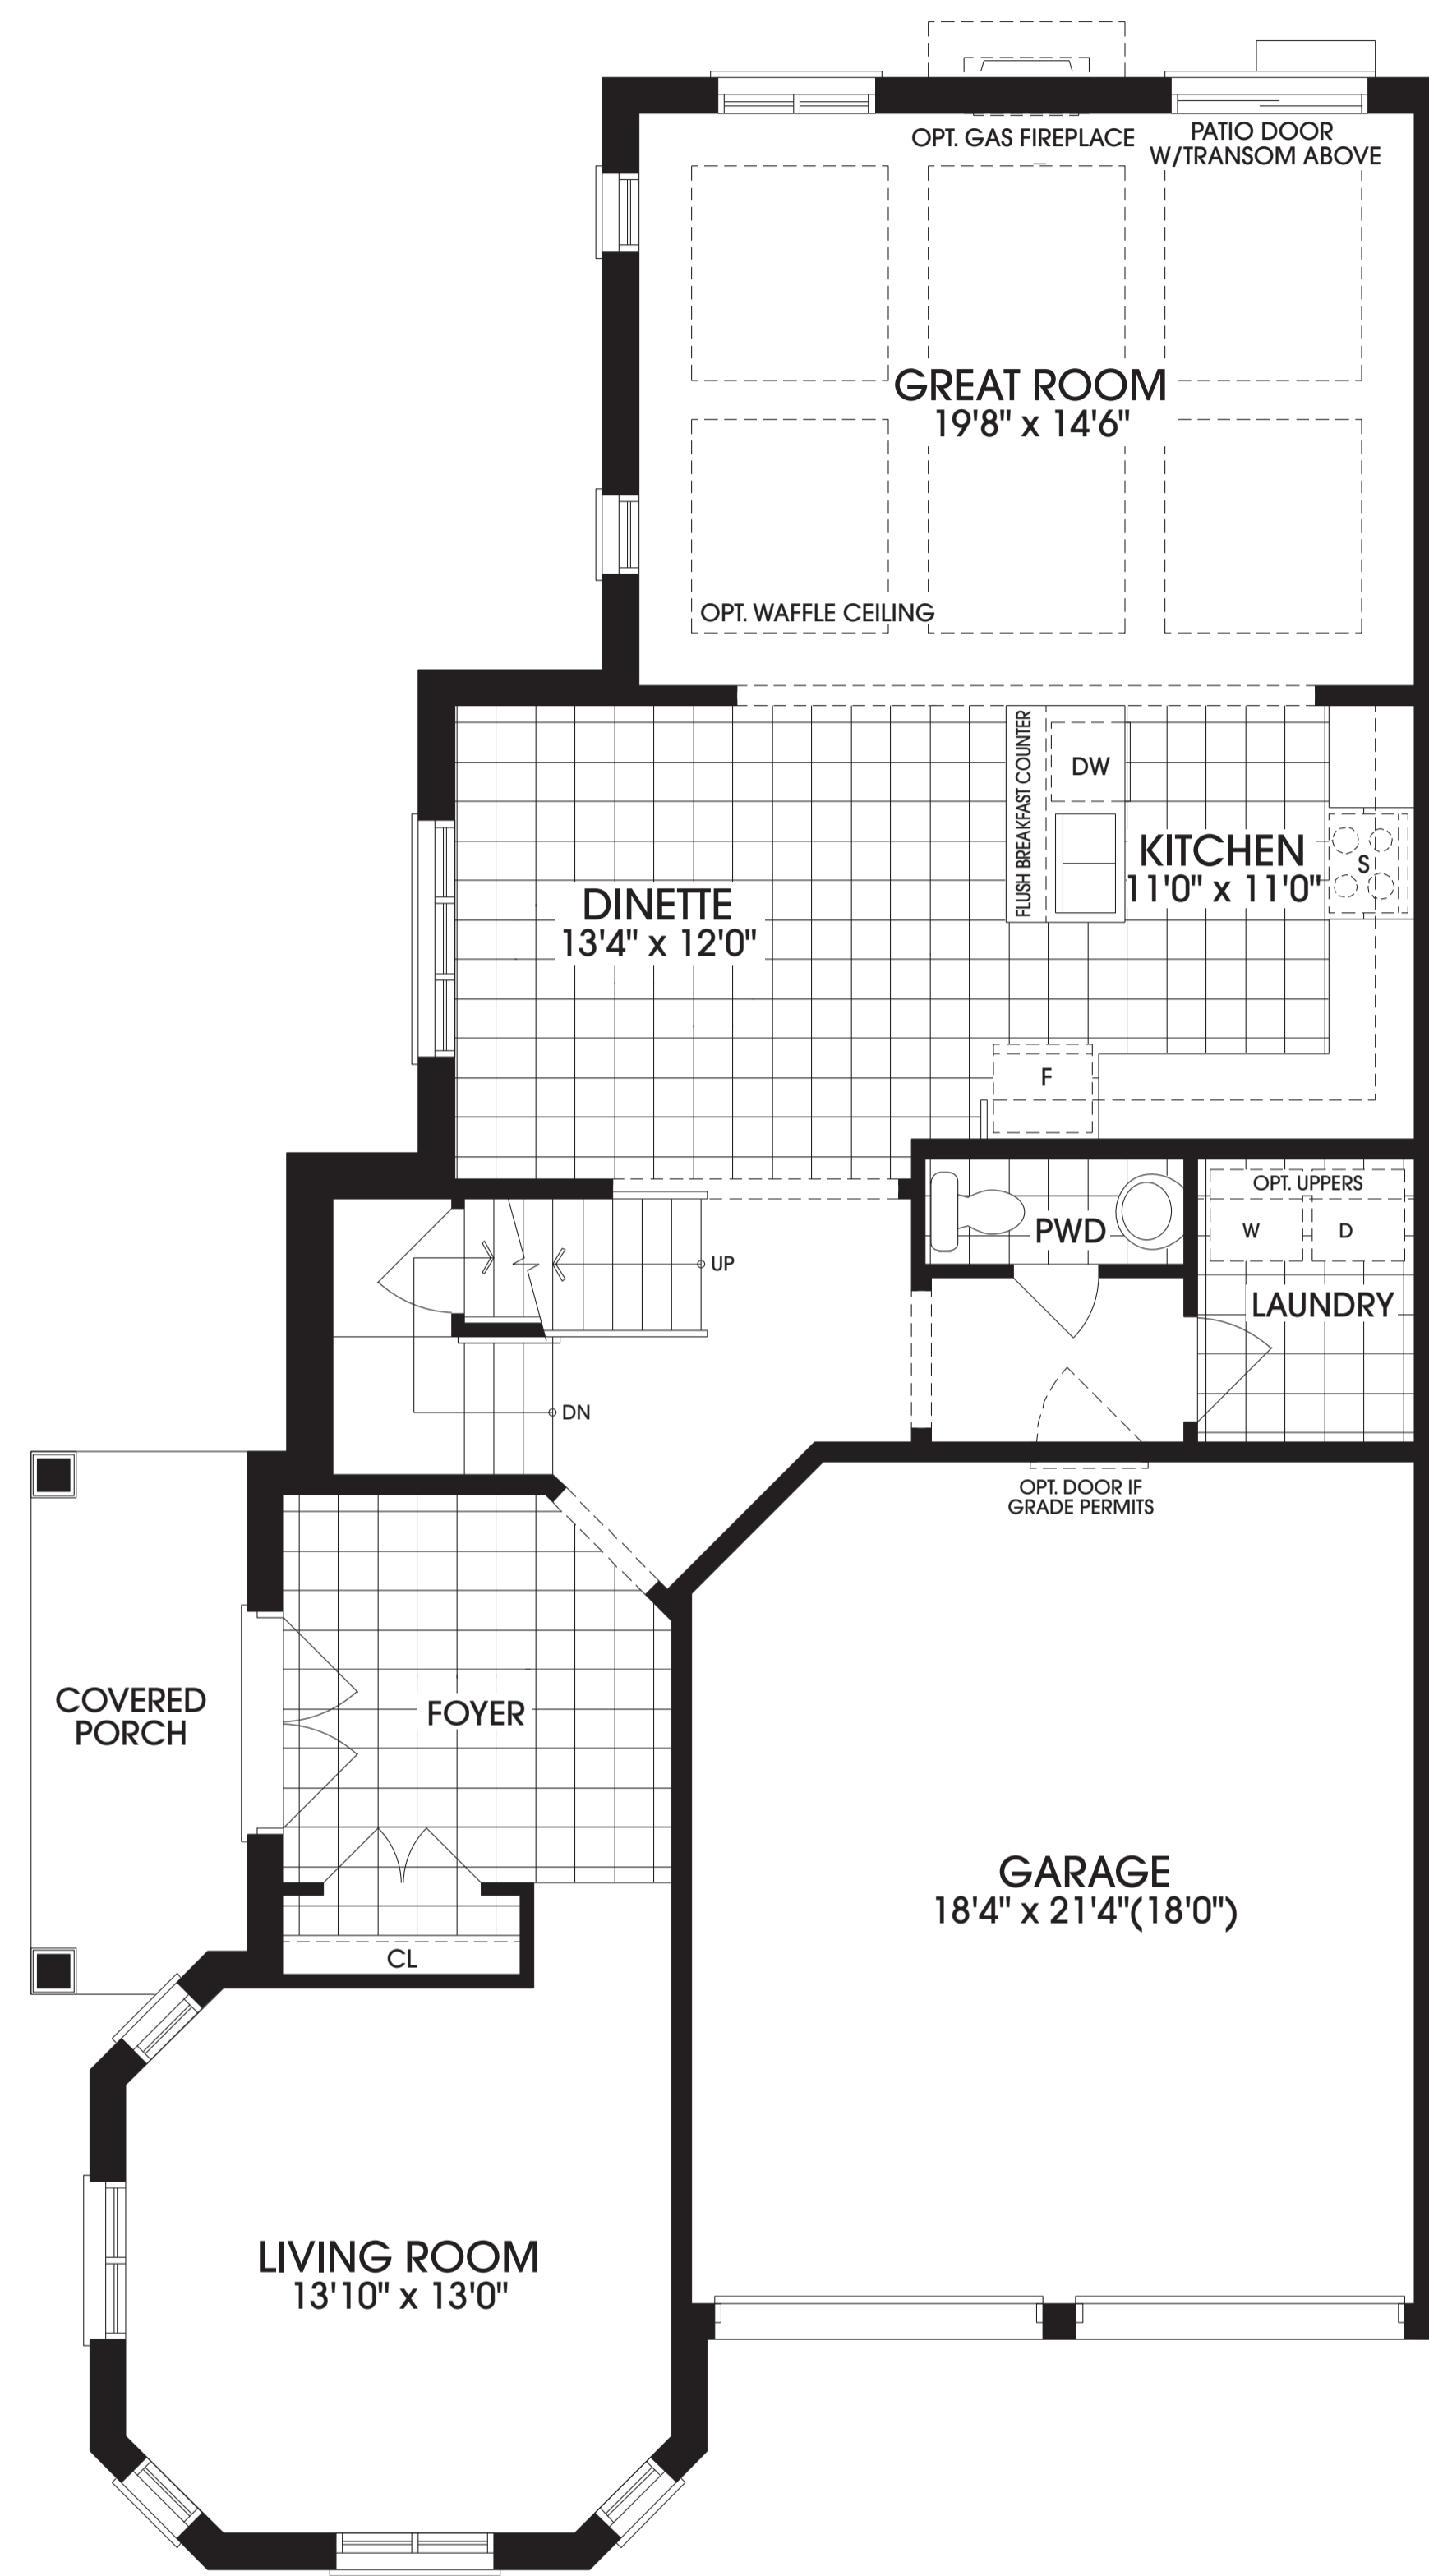 OPT. GAS FIREPLACE
PATIO DOOR
W/TRANSOM ABOVE
GREAT ROOM
19'8" x 14'6"
OPT. WAFFLE CEILING
FLUSH BREAKFAST COUNTER
DW
KITCHEN
11'0" x 11'0"
S
DINETTE
13'4" x 12'0"
F
OPT. UPPERS
PWD
W
D
UP
LAUNDRY
DN
OPT. DOOR IF
GRADE PERMITS
COVERED
PORCH
FOYER
GARAGE
18'4" x 21'4"(18'0")
CL
LIVING ROOM
13'10" x 13'0"